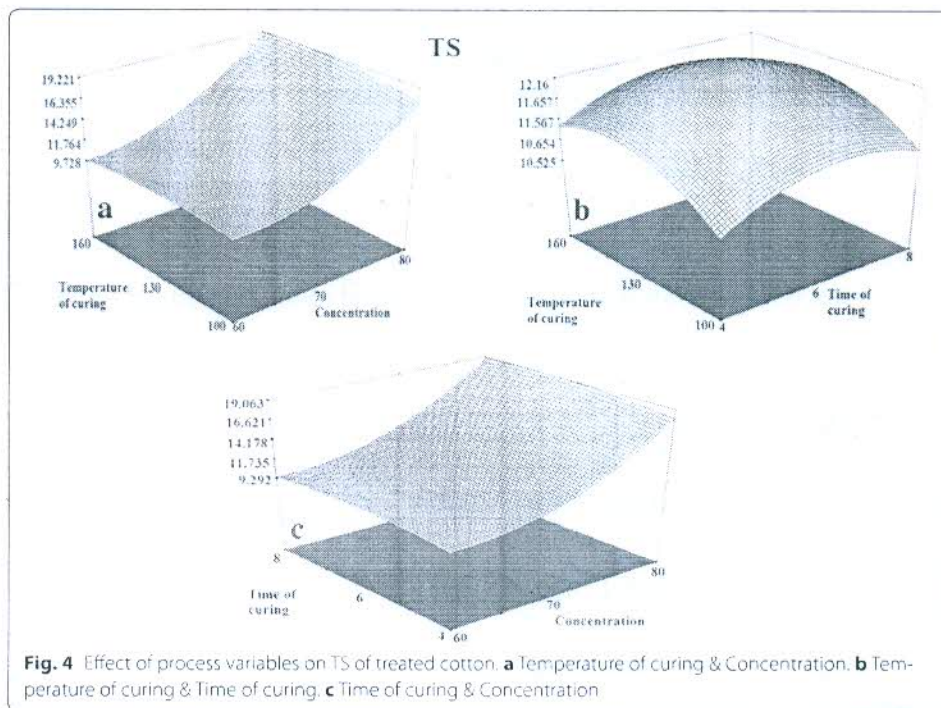 TS
19.221
16.355
14.249
11.764
9.728
a
160
Temperature
of curing
130
100
60
70
Concentration
80
12.16
11.657
11.567
10.654
10.525
b
160
Temperature
of curing
130
100
4
6
Time of
curing
8
19.063
16.621
14.178
11.735
9.292
c
8
Time of
curing
6
4
60
70
Concentration
80
Fig. 4 Effect of process variables on TS of treated cotton. a Temperature of curing & Concentration. b Tem-
perature of curing & Time of curing. c Time of curing & Concentration